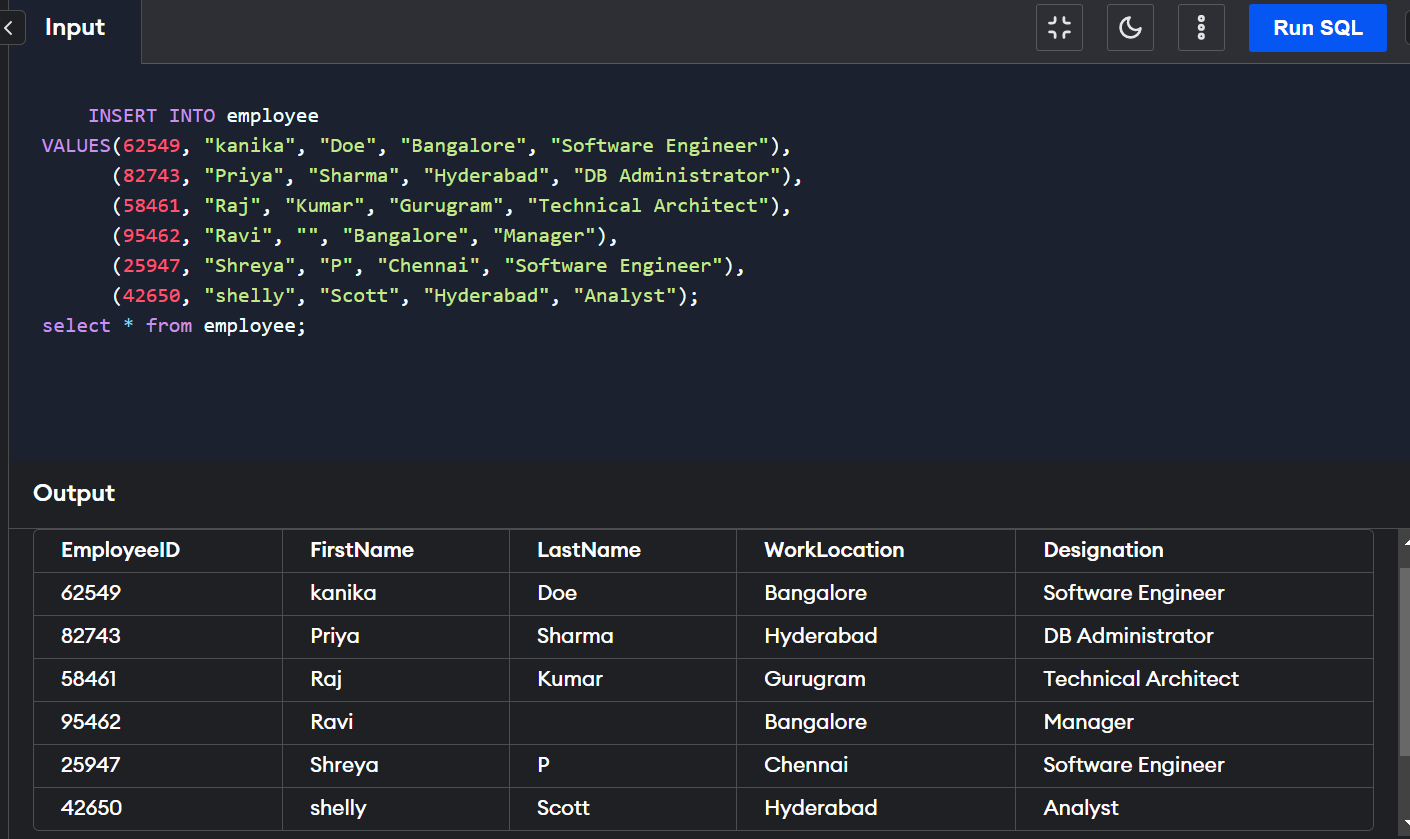 Input
Run SQL
INSERT INTO employee
VALUES(62549, "kanika", "Doe", "Bangalore", "Software Engineer"),
(82743, "Priya", "Sharma", "Hyderabad", "DB Administrator"),
(58461, "Raj", "Kumar", "Gurugram", "Technical Architect"),
(95462, "Ravi", "", "Bangalore", "Manager"),
(25947, "Shreya", "P", "Chennai", "Software Engineer"),
(42650, "shelly", "Scott", "Hyderabad", "Analyst");
select * from employee;
Output
EmployeeID FirstName LastName WorkLocation Designation
62549 kanika Doe Bangalore Software Engineer
82743 Priya Sharma Hyderabad DB Administrator
58461 Raj Kumar Gurugram Technical Architect
95462 Ravi Bangalore Manager
25947 Shreya P Chennai Software Engineer
42650 shelly Scott Hyderabad Analyst